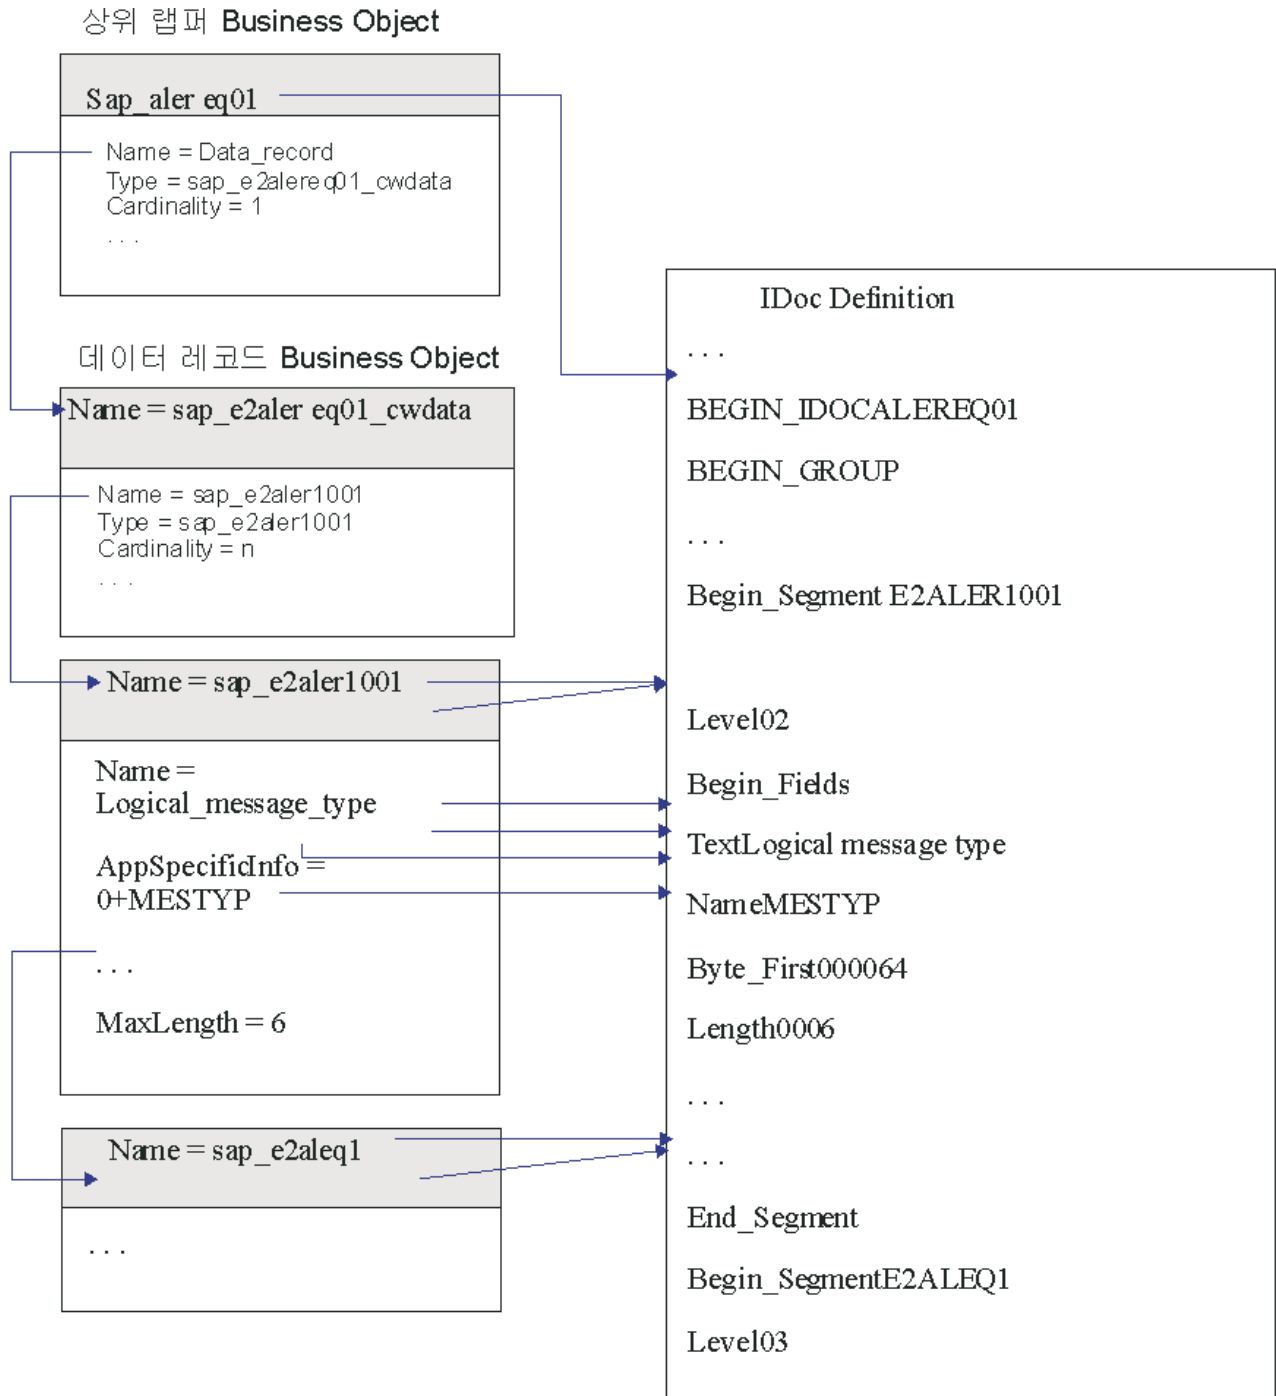 상위 랩퍼 Business Object
Sap_aler eq01
Name = Data_record
Type = sap_e2alereq01_cwdata
Cardinality = 1
. . .
데이터 레코드 Business Object
Name = sap_e2aler eq01_cwdata
Name = sap_e2aler1001
Type = sap_e2aler1001
Cardinality = n
. . .
Name = sap_e2aler1001
Name =
Logical_message_type
AppSpecificInfo =
0+MESTYP
. . .
MaxLength = 6
Name = sap_e2aleq1
. . .
IDoc Definition
. . .
BEGIN_IDOCALEREQ01
BEGIN_GROUP
. . .
Begin_Segment E2ALER1001
Level02
Begin_Fields
TextLogical message type
NameMESTYP
Byte_First000064
Length0006
. . .
. . .
End_Segment
Begin_SegmentE2ALEQ1
Level03